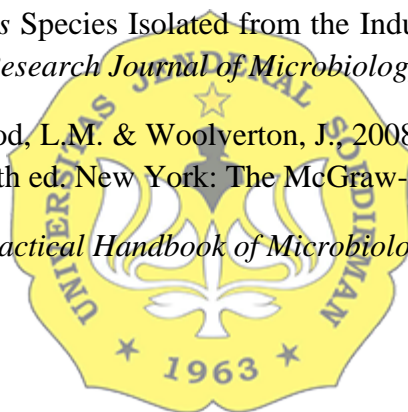 s Species Isolated from the Indu
esearch Journal of Microbiolog
od, L.M. & Woolverton, J., 2008
th ed. New York: The McGraw-
actical Handbook of Microbiolo
UNIVERSITAS JENDERAL SOEDIRMAN
★ 1963 ★